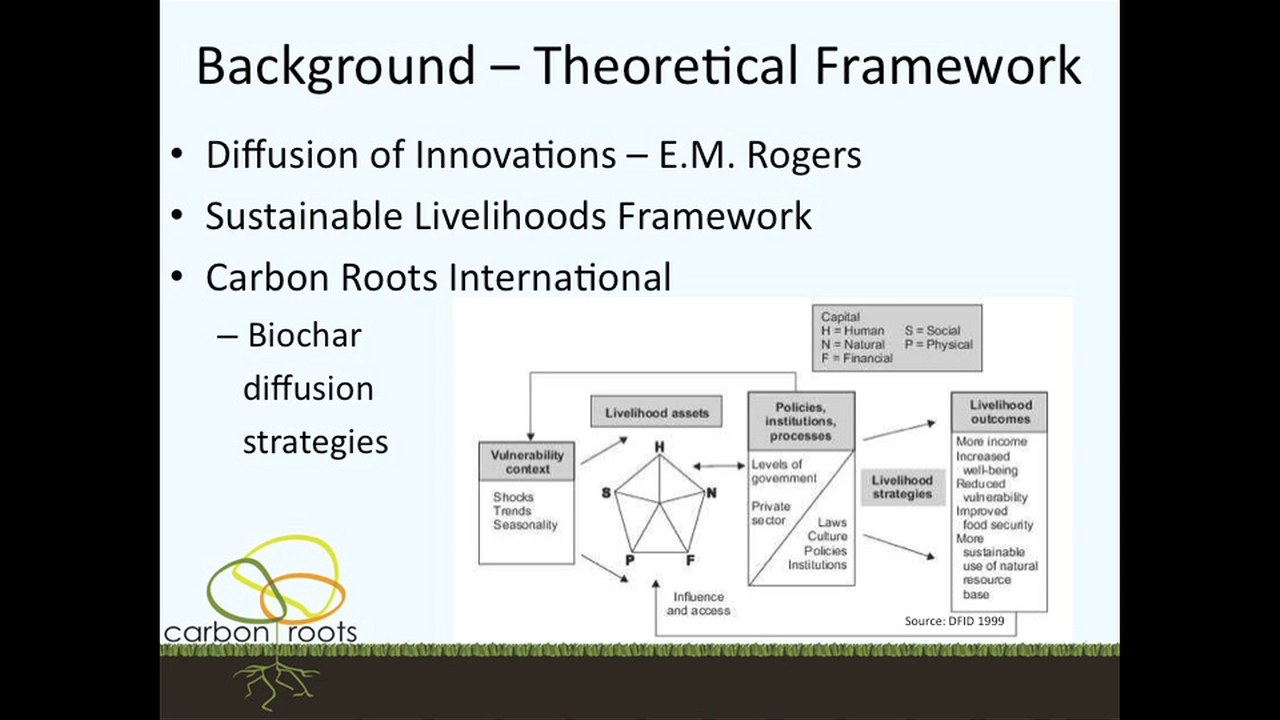 Background – Theoretical Framework
• Diffusion of Innovations – E.M. Rogers
• Sustainable Livelihoods Framework
• Carbon Roots International
– Biochar
diffusion
strategies
Capital
H = Human S = Social
N = Natural P = Physical
F = Financial
Vulnerability
context
Shocks
Trends
Seasonality
Livelihood assets
H
S
N
P
F
Influence
and access
Policies,
institutions,
processes
Levels of
government
Private
sector
Laws
Culture
Policies
Institutions
Livelihood
strategies
Livelihood
outcomes
More income
Increased
well-being
Reduced
vulnerability
Improved
food security
More
sustainable
use of natural
resource
base
Source: DFID 1999
carbon roots